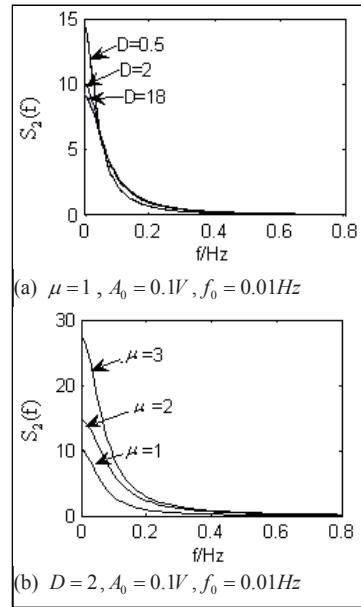 15
D=0.5
D=2
10
D=18
S₂(f)
5
0
0 0.2 0.4 0.6 0.8
f/Hz
(a) μ = 1 , A₀ = 0.1V , f₀ = 0.01Hz
30
μ=3
20
S₂(f)
μ=2
10
μ=1
0
0 0.2 0.4 0.6 0.8
f/Hz
(b) D = 2, A₀ = 0.1V , f₀ = 0.01Hz